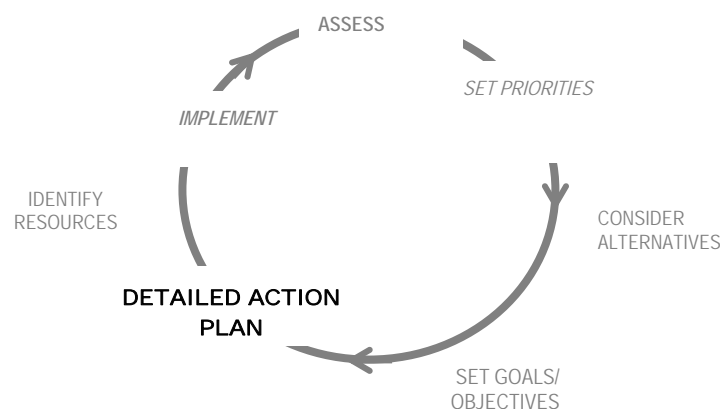 ASSESS
SET PRIORITIES
CONSIDER
ALTERNATIVES
SET GOALS/
OBJECTIVES
DETAILED ACTION
PLAN
IDENTIFY
RESOURCES
IMPLEMENT